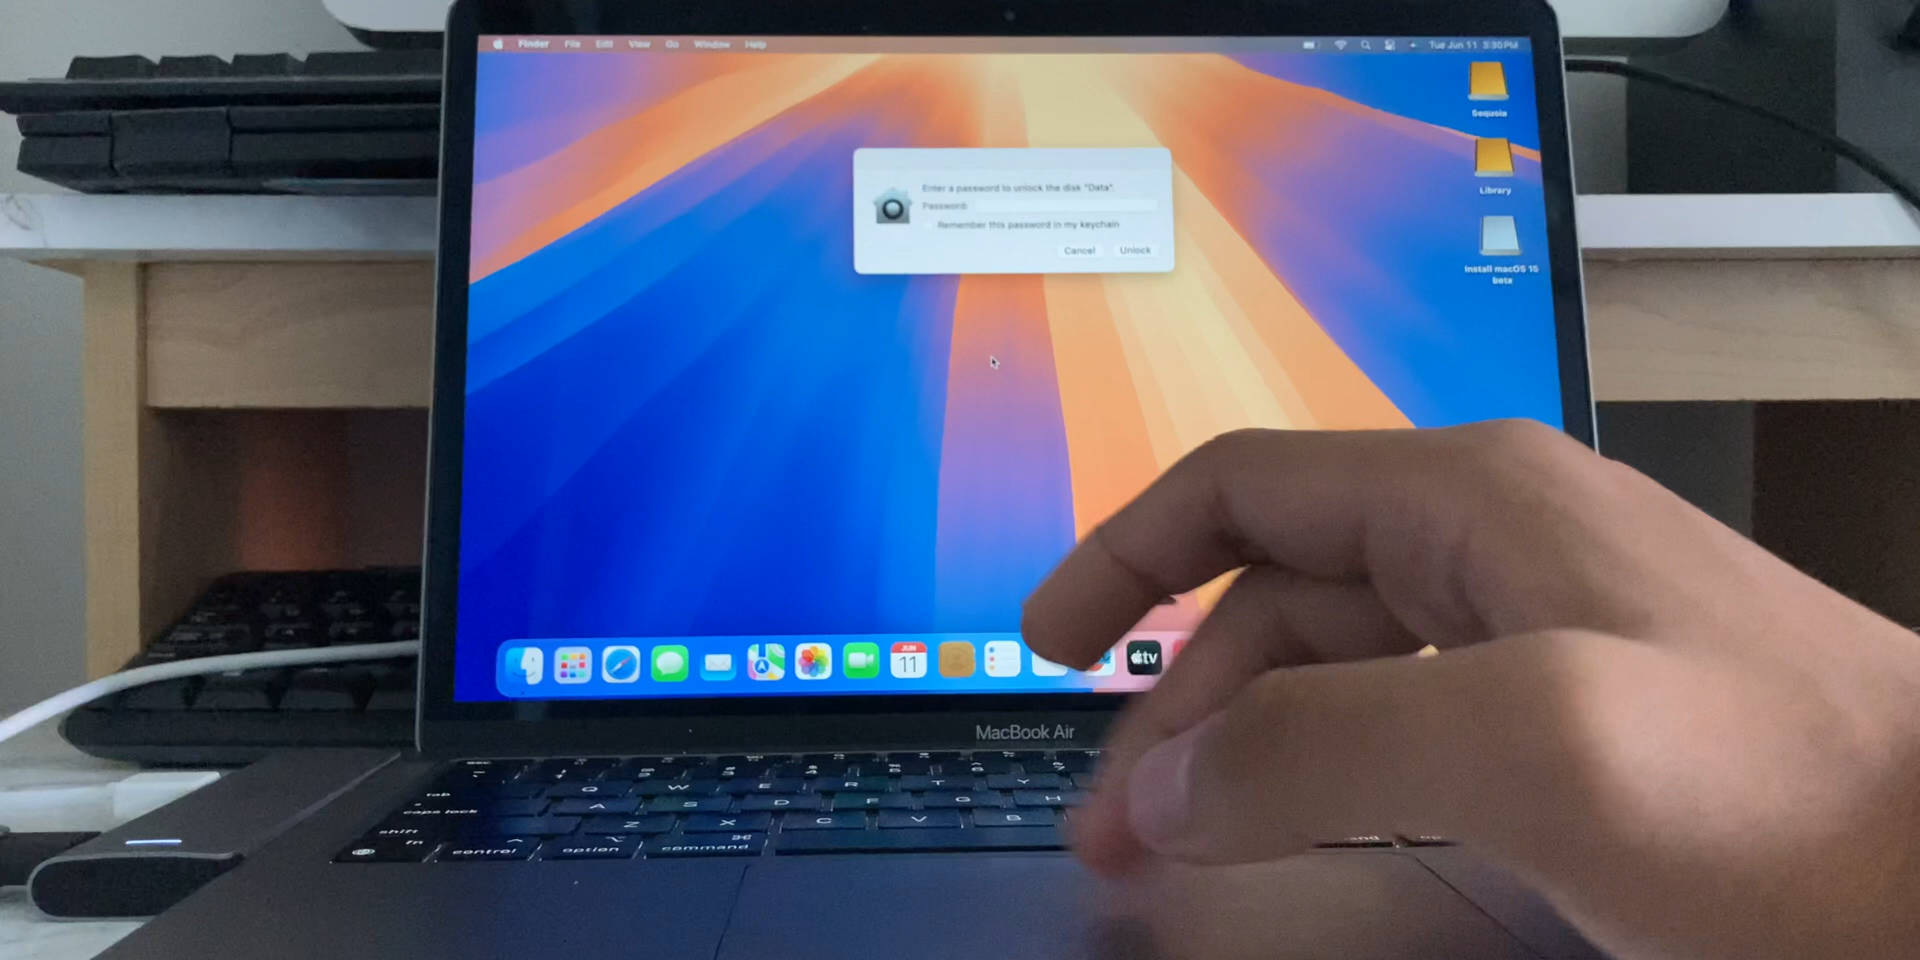 Finder File Edit View Go Window Help
Tue Jun 11 3:30 PM
Sequoia
Library
Install macOS 15
beta
Enter a password to unlock the disk "Data".
Password:
Remember this password in my keychain
Cancel Unlock
JUN
11
tv
MacBook Air
esc
tab Q W E R T Y
caps lock A S D F G H
shift Z X C V B
fn control option command